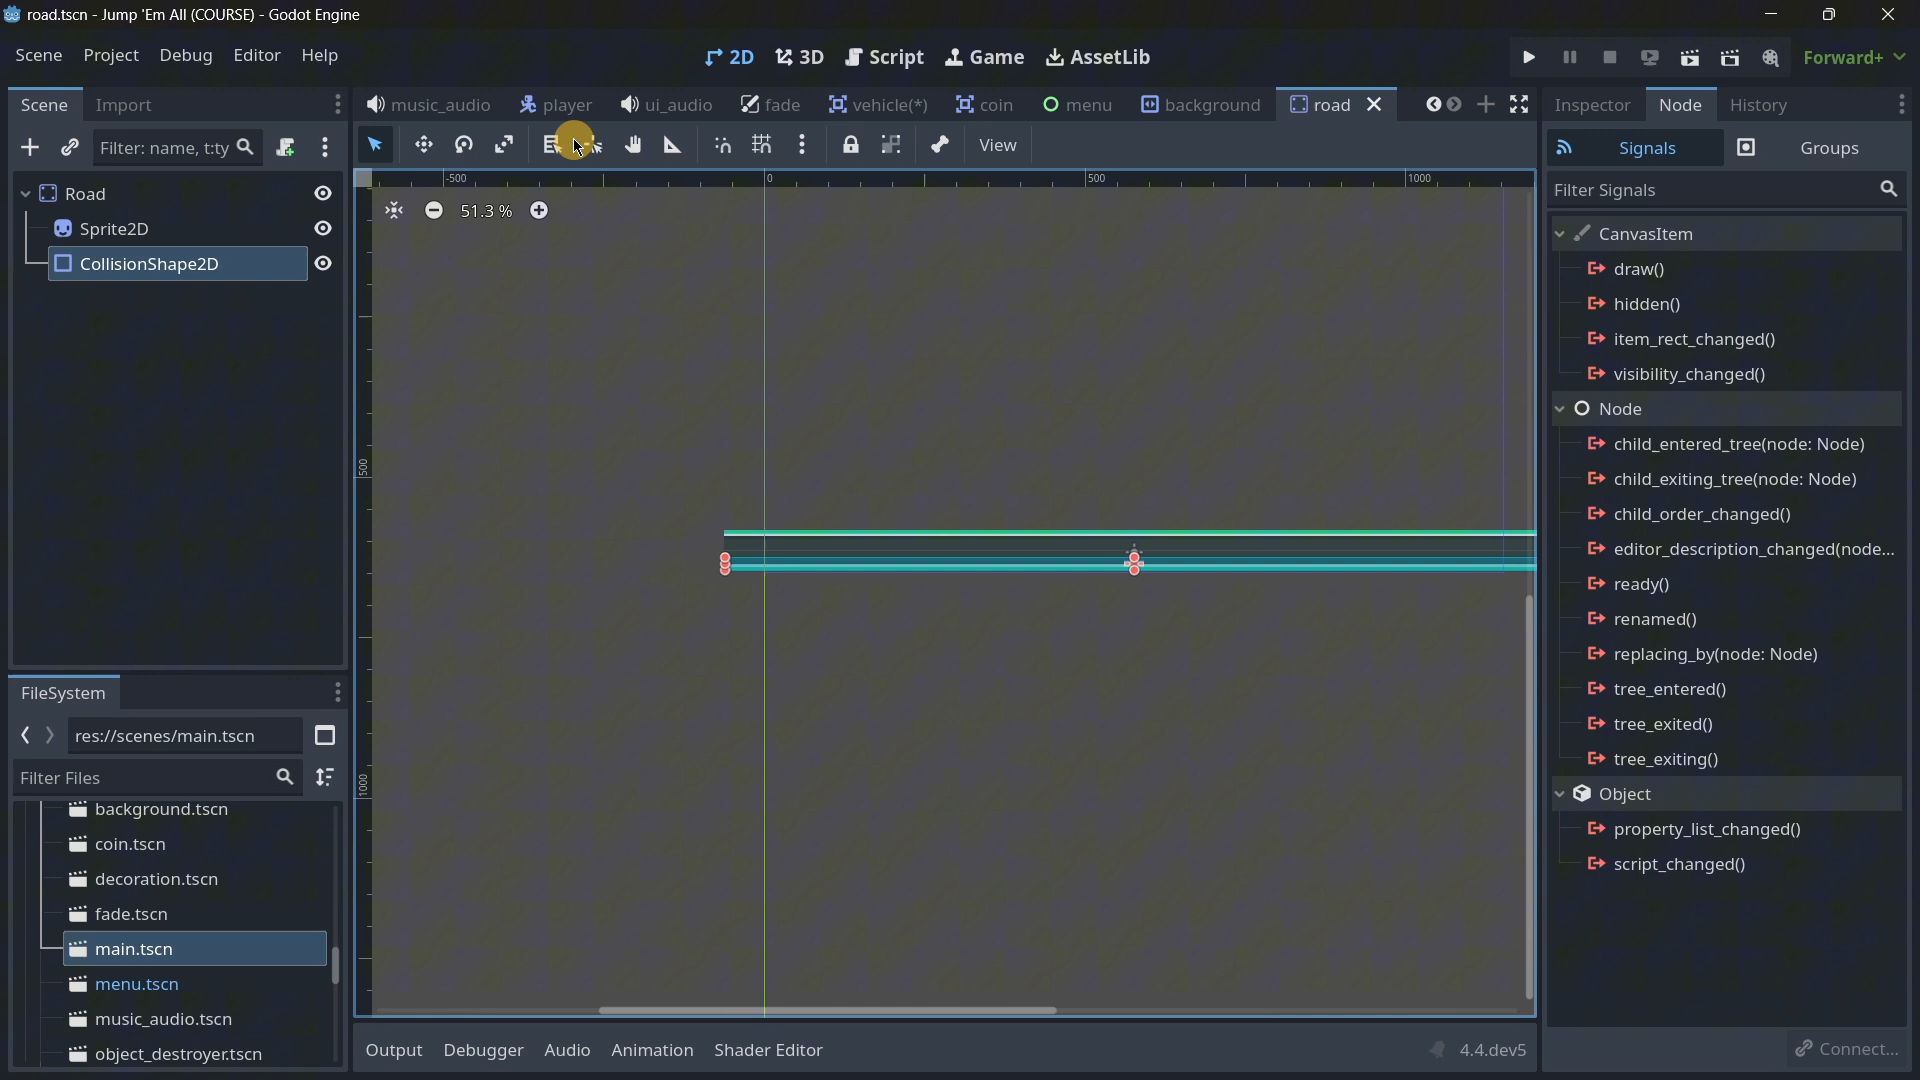 road.tscn - Jump 'Em All (COURSE) - Godot Engine
Scene Project Debug Editor Help
2D 3D Script Game AssetLib
Forward+
Scene Import
music_audio player ui_audio fade vehicle(*) coin menu background road
Inspector Node History
Filter: name, t:ty
View
Signals Groups
Filter Signals
-500 0 500 1000
51.3 %
500
1000
Road
Sprite2D
CollisionShape2D
FileSystem
res://scenes/main.tscn
Filter Files
background.tscn
coin.tscn
decoration.tscn
fade.tscn
main.tscn
menu.tscn
music_audio.tscn
object_destroyer.tscn
CanvasItem
draw()
hidden()
item_rect_changed()
visibility_changed()
Node
child_entered_tree(node: Node)
child_exiting_tree(node: Node)
child_order_changed()
editor_description_changed(node...
ready()
renamed()
replacing_by(node: Node)
tree_entered()
tree_exited()
tree_exiting()
Object
property_list_changed()
script_changed()
Output Debugger Audio Animation Shader Editor
4.4.dev5
Connect...